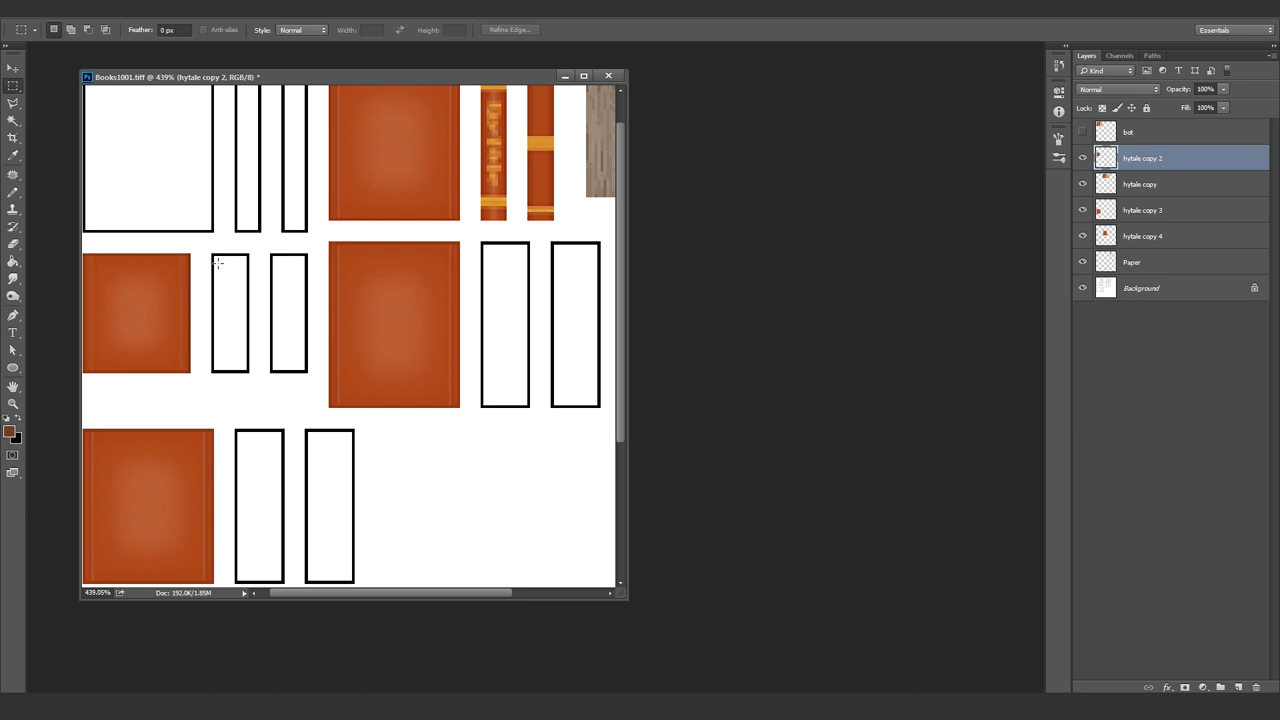 Feather: 0 px Anti-alias Style: Normal Width: Height: Refine Edge... Essentials
Books1001.tiff @ 439% (hytale copy 2, RGB/8) *
Layers Channels Paths
Kind
Normal Opacity: 100%
Lock: Fill: 100%
bot
hytale copy 2
hytale copy
hytale copy 3
hytale copy 4
Paper
Background
439.05% Doc: 192.0K/1.85M